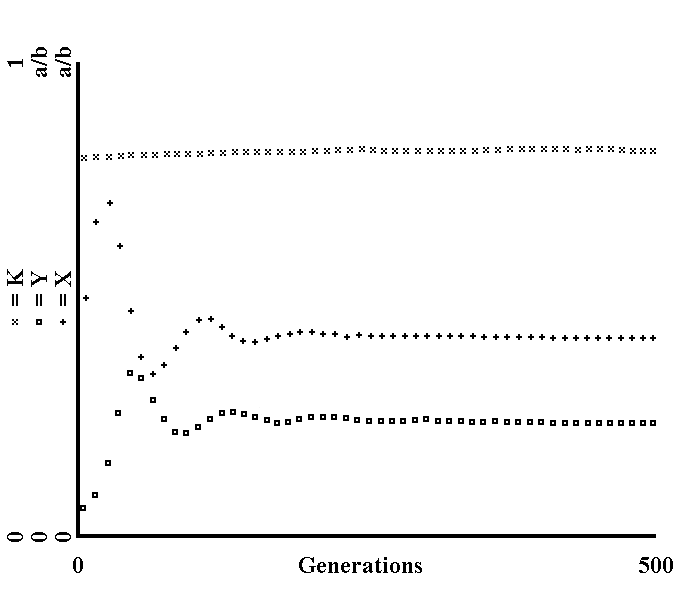 1
a/b
a/b
× = K
□ = Y
+ = X
0
0
0
0
Generations
500